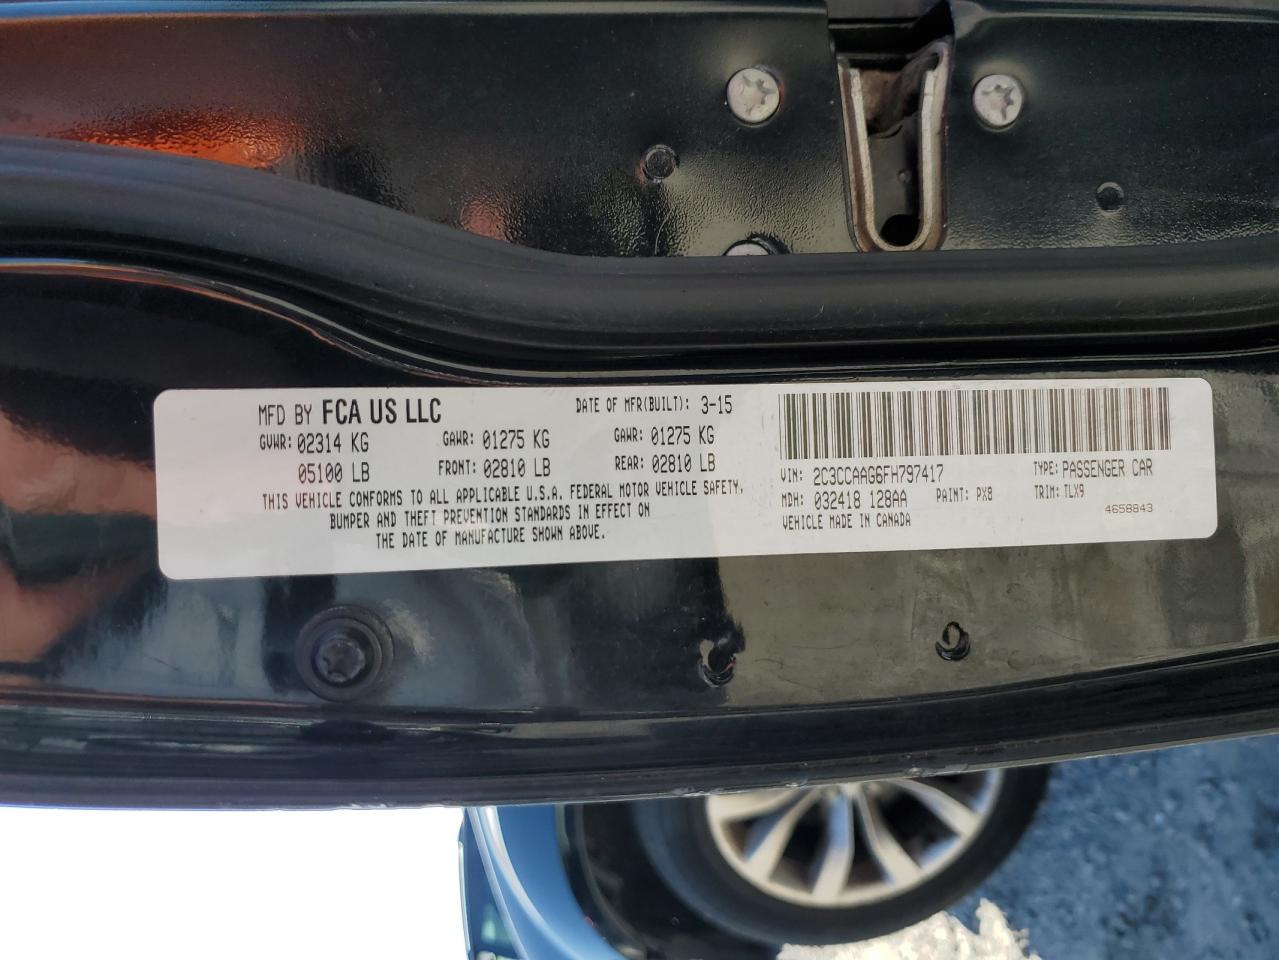 MFD BY FCA US LLC DATE OF MFR(BUILT): 3-15
GVWR: 02314 KG GAWR: 01275 KG GAWR: 01275 KG
05100 LB FRONT: 02810 LB REAR: 02810 LB
THIS VEHICLE CONFORMS TO ALL APPLICABLE U.S.A. FEDERAL MOTOR VEHICLE SAFETY,
BUMPER AND THEFT PREVENTION STANDARDS IN EFFECT ON
THE DATE OF MANUFACTURE SHOWN ABOVE.
VIN: 2C3CCAAG6FH797417 TYPE: PASSENGER CAR
MDH: 032418 128AA PAINT: PX8 TRIM: TLX9
VEHICLE MADE IN CANADA 4658843